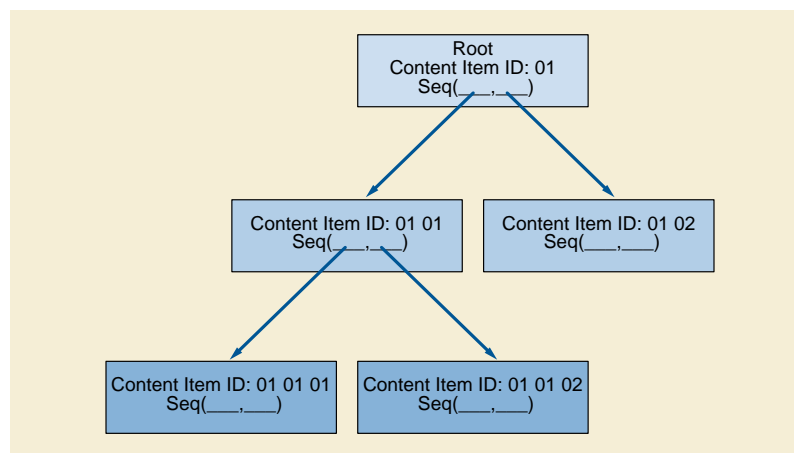 Root
Content Item ID: 01
Seq(___,___)
Content Item ID: 01 01
Seq(___,___)
Content Item ID: 01 02
Seq(___,___)
Content Item ID: 01 01 01
Seq(___,___)
Content Item ID: 01 01 02
Seq(___,___)